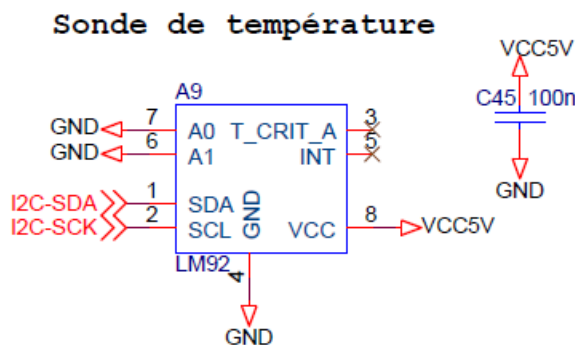 Sonde de température
A9
VCC5V
C45 100n
GND
GND 7 A0 T_CRIT_A 3
GND 6 A1 INT 5
I2C-SDA 1 SDA
I2C-SCK 2 SCL GND VCC 8 VCC5V
LM92
4
GND